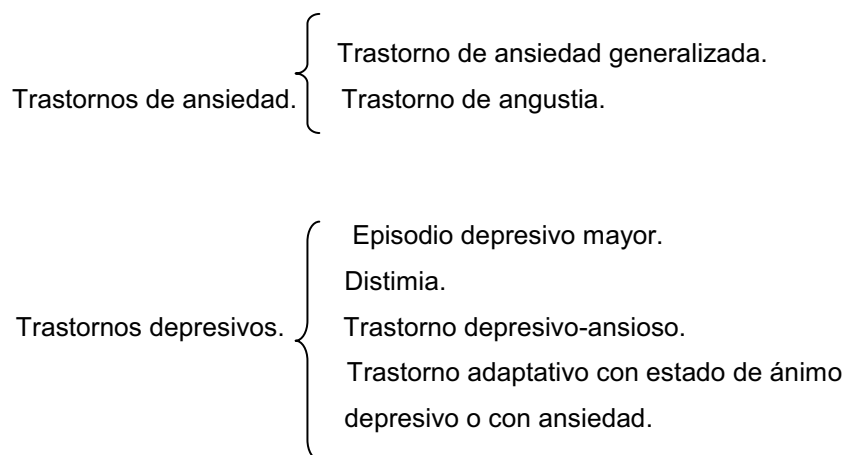 Trastorno de ansiedad generalizada.
Trastornos de ansiedad. Trastorno de angustia.
Episodio depresivo mayor.
Distimia.
Trastornos depresivos. Trastorno depresivo-ansioso.
Trastorno adaptativo con estado de ánimo
depresivo o con ansiedad.